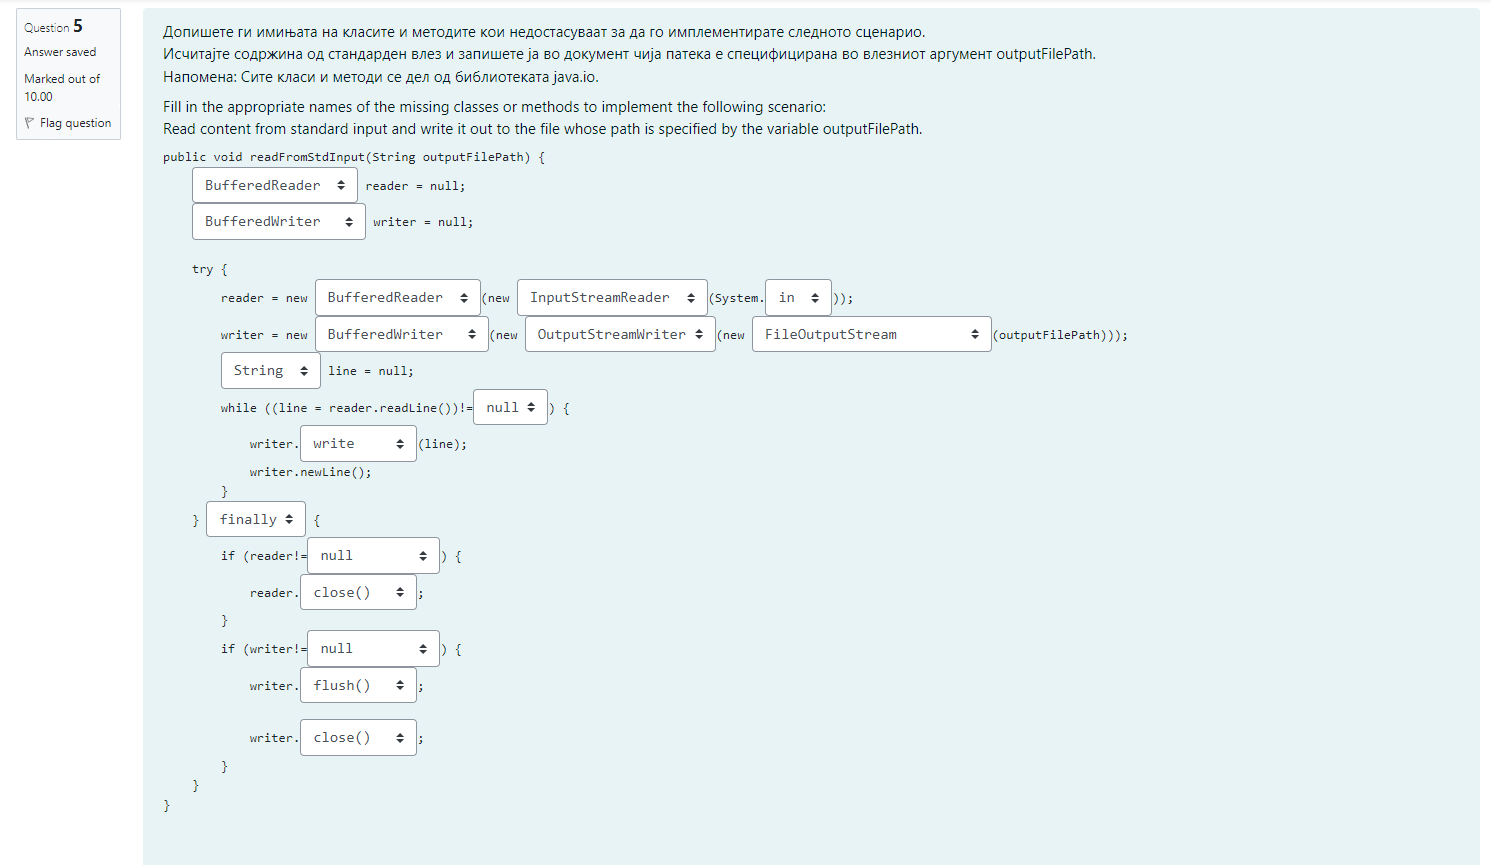 Question 5
Answer saved
Marked out of
10.00
Flag question
Допишете ги имињата на класите и методите кои недостасуваат за да го имплементирате следното сценарио.
Исчитајте содржина од стандарден влез и запишете ја во документ чија патека е специфицирана во влезниот аргумент outputFilePath.
Напомена: Сите класи и методи се дел од библиотеката java.io.
Fill in the appropriate names of the missing classes or methods to implement the following scenario:
Read content from standard input and write it out to the file whose path is specified by the variable outputFilePath.
public void readFromStdInput(String outputFilePath) {
BufferedReader reader = null;
BufferedWriter writer = null;
try {
reader = new BufferedReader (new InputStreamReader (System. in ));
writer = new BufferedWriter (new OutputStreamWriter (new FileOutputStream (outputFilePath)));
String line = null;
while ((line = reader.readLine())!= null ) {
writer. write (line);
writer.newLine();
}
} finally {
if (reader!= null ) {
reader. close() ;
}
if (writer!= null ) {
writer. flush() ;
writer. close() ;
}
}
}